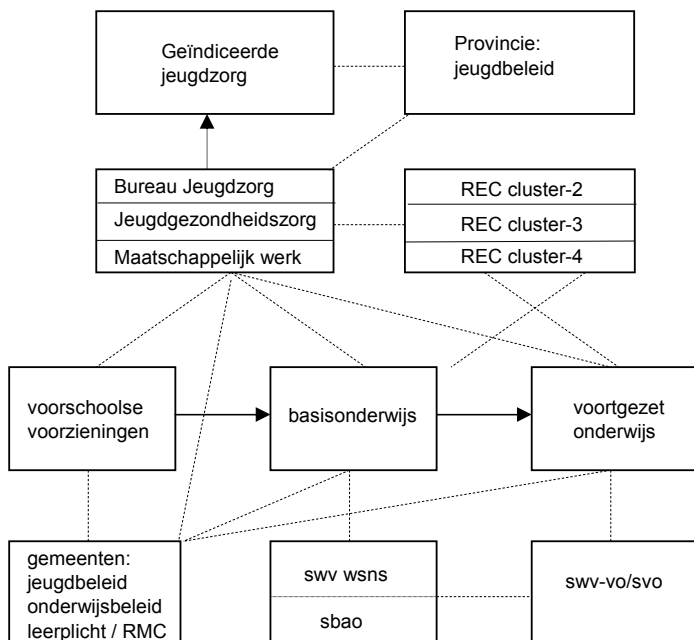 Geïndiceerde
jeugdzorg
Provincie:
jeugdbeleid
Bureau Jeugdzorg
Jeugdgezondheidszorg
Maatschappelijk werk
REC cluster-2
REC cluster-3
REC cluster-4
voorschoolse
voorzieningen
basisonderwijs
voortgezet
onderwijs
gemeenten:
jeugdbeleid
onderwijsbeleid
leerplicht / RMC
swv wsns
sbao
swv-vo/svo